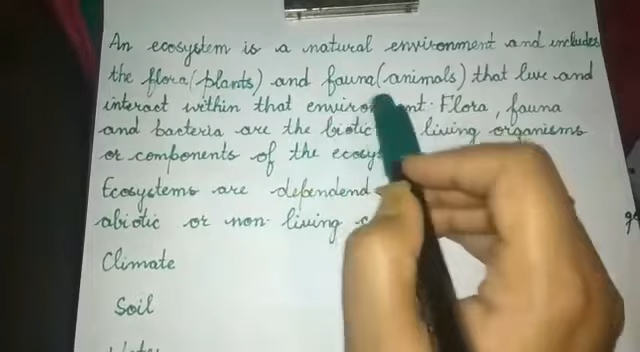 An ecosystem is a natural environment and includes
the flora (plants) and fauna (animals) that live and
interact within that environment. Flora, fauna
and bacteria are the biotic living organisms
or components of the
Ecosystems are
abiotic or non-living
Climate
Soil